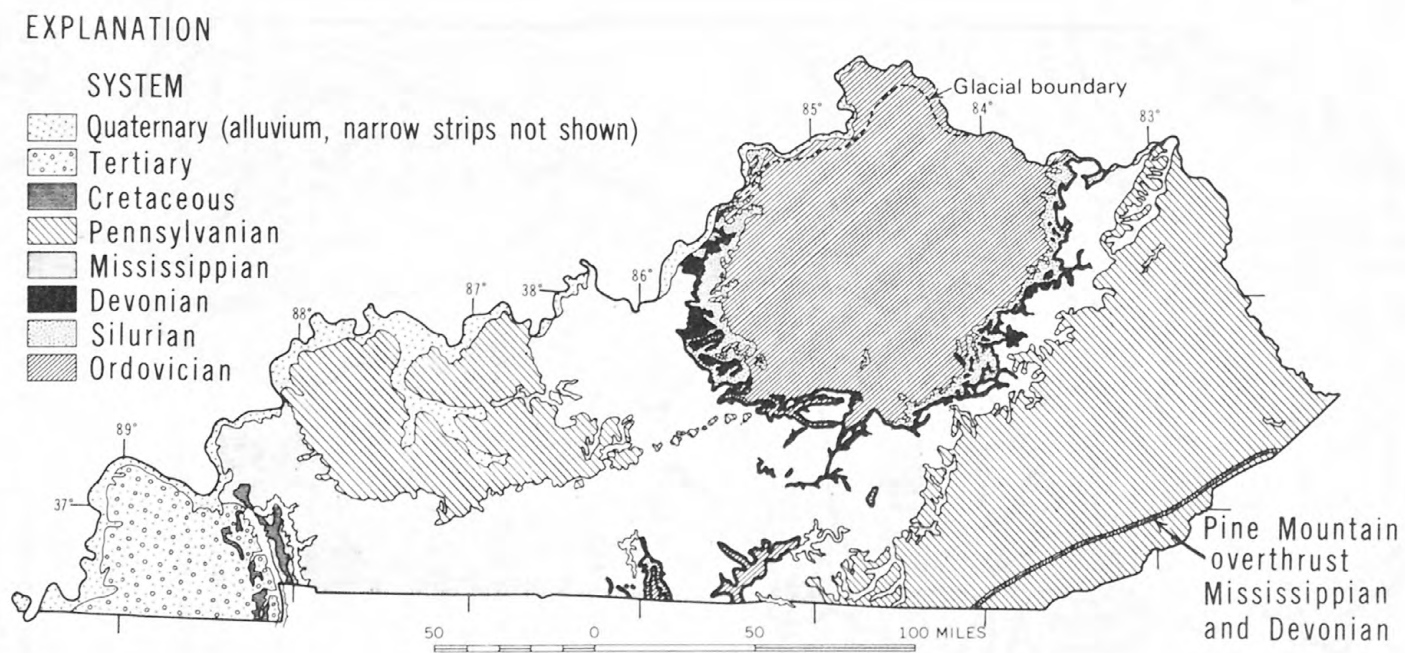 EXPLANATION
SYSTEM
Quaternary (alluvium, narrow strips not shown)
Tertiary
Cretaceous
Pennsylvanian
Mississippian
Devonian
Silurian
Ordovician
Glacial boundary
85°
84°
83°
86°
87°
38°
88°
89°
37°
Pine Mountain
overthrust
Mississippian
and Devonian
50 0 50 100 MILES